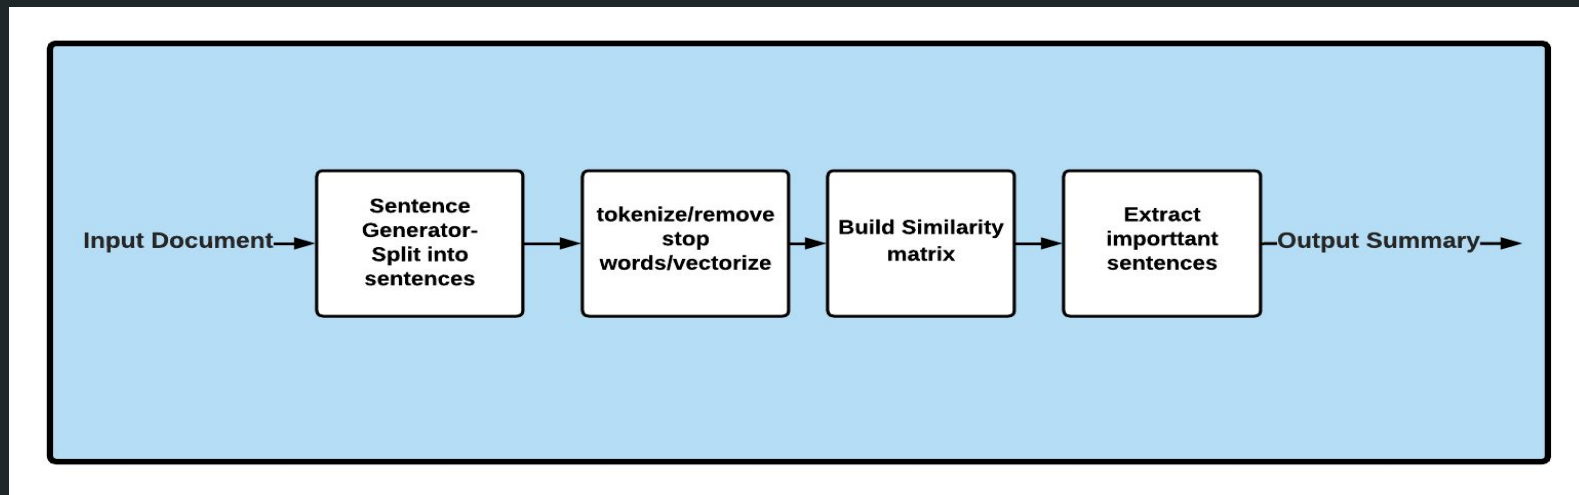 Input Document
Sentence
Generator-
Split into
sentences
tokenize/remove
stop
words/vectorize
Build Similarity
matrix
Extract
importtant
sentences
Output Summary